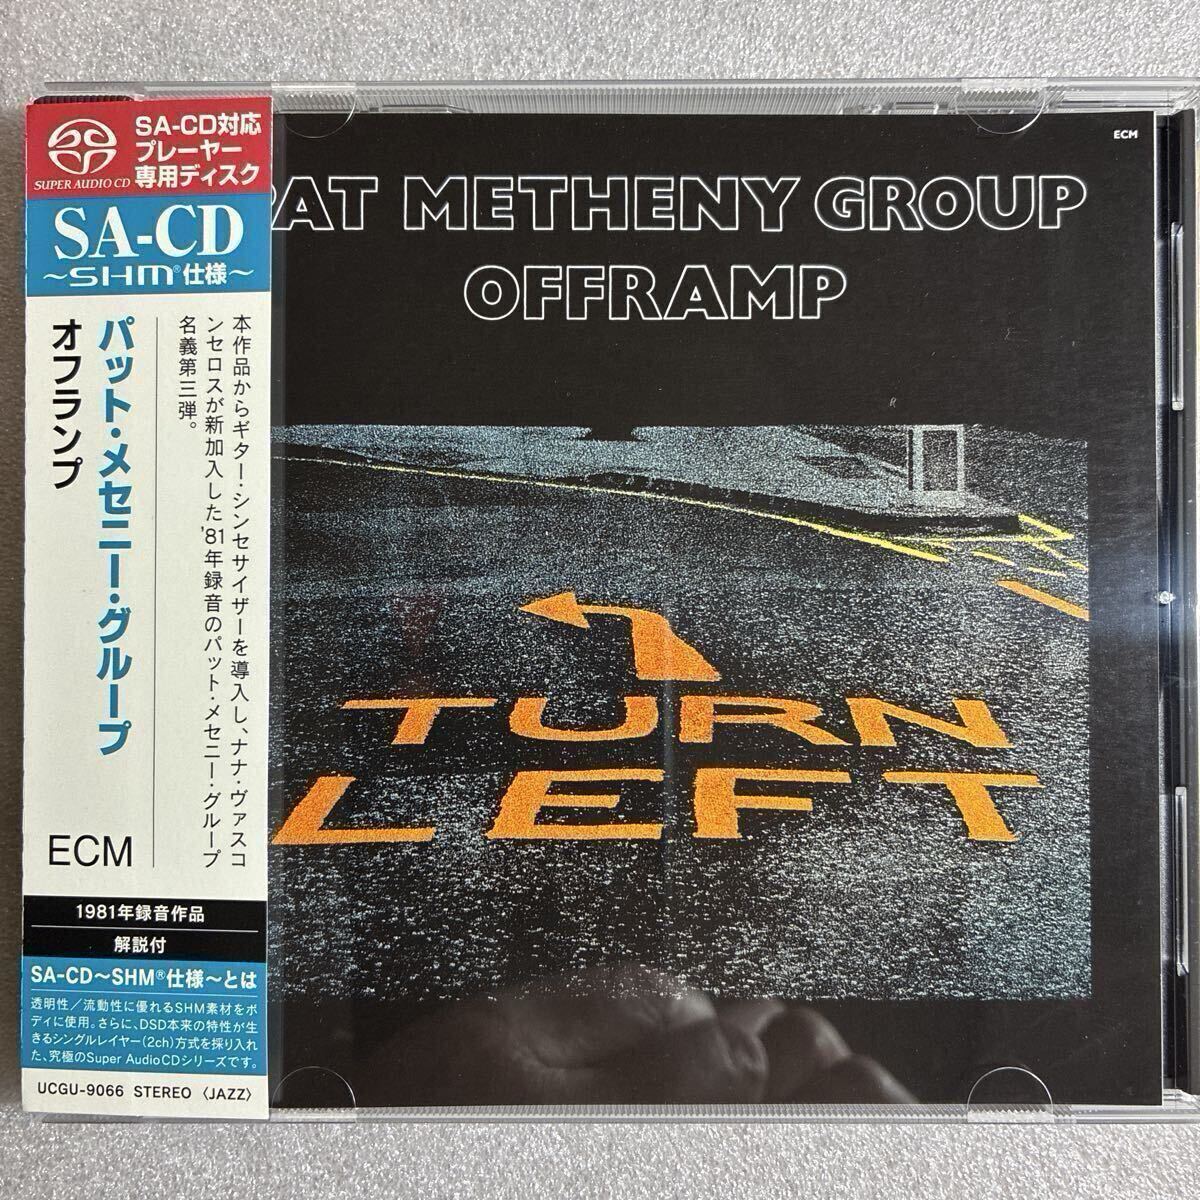 SUPER AUDIO CD
SA-CD対応
プレーヤー
専用ディスク
SA-CD
~SHM®仕様~
本作品からギター・シンセサイザーを導入し、ナナ・ヴァスコ
ンセロスが新加入した'81年録音のパット・メセニー・グループ
名義第三弾。
パット・メセニー・グループ
オフランプ
ECM
1981年録音作品
解説付
SA-CD~SHM®仕様~とは
透明性/流動性に優れるSHM素材をボ
ディに使用。さらに、DSD本来の特性が生
きるシングルレイヤー(2ch)方式を採り入れ
た、究極のSuper Audio CDシリーズです。
UCGU-9066 STEREO 〈JAZZ〉
ECM
PAT METHENY GROUP
OFFRAMP
TURN
LEFT